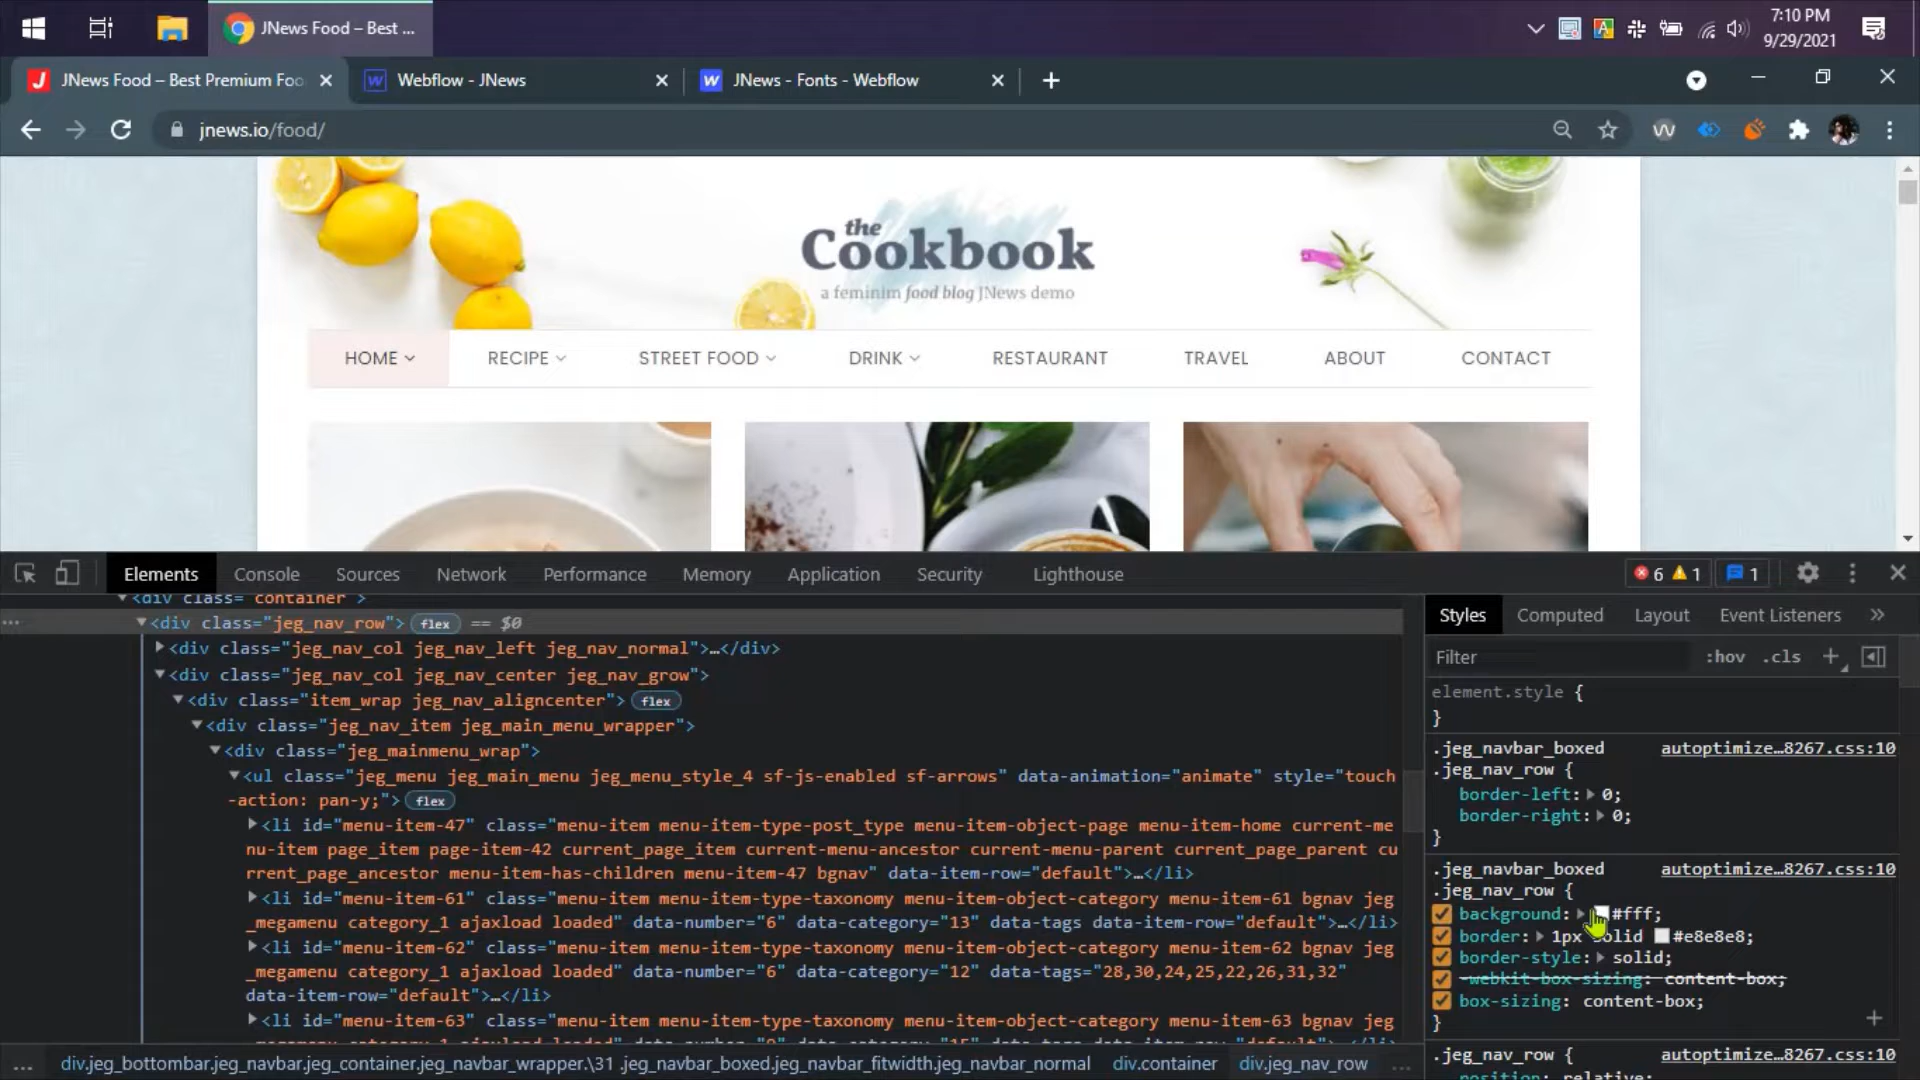 JNews Food – Best ...
7:10 PM
9/29/2021
JNews Food – Best Premium Foo
Webflow - JNews
JNews - Fonts - Webflow
jnews.io/food/
the
Cookbook
a feminim food blog JNews demo
HOME
RECIPE
STREET FOOD
DRINK
RESTAURANT
TRAVEL
ABOUT
CONTACT
Elements
Console
Sources
Network
Performance
Memory
Application
Security
Lighthouse
6
1
1
<div class="container">
... <div class="jeg_nav_row"> flex == $0
<div class="jeg_nav_col jeg_nav_left jeg_nav_normal">…</div>
<div class="jeg_nav_col jeg_nav_center jeg_nav_grow">
<div class="item_wrap jeg_nav_aligncenter"> flex
<div class="jeg_nav_item jeg_main_menu_wrapper">
<div class="jeg_mainmenu_wrap">
<ul class="jeg_menu jeg_main_menu jeg_menu_style_4 sf-js-enabled sf-arrows" data-animation="animate" style="touch
-action: pan-y;"> flex
<li id="menu-item-47" class="menu-item menu-item-type-post_type menu-item-object-page menu-item-home current-me
nu-item page_item page-item-42 current_page_item current-menu-ancestor current-menu-parent current_page_parent cu
rrent_page_ancestor menu-item-has-children menu-item-47 bgnav" data-item-row="default">…</li>
<li id="menu-item-61" class="menu-item menu-item-type-taxonomy menu-item-object-category menu-item-61 bgnav jeg
_megamenu category_1 ajaxload loaded" data-number="6" data-category="13" data-tags data-item-row="default">…</li>
<li id="menu-item-62" class="menu-item menu-item-type-taxonomy menu-item-object-category menu-item-62 bgnav jeg
_megamenu category_1 ajaxload loaded" data-number="6" data-category="12" data-tags="28,30,24,25,22,26,31,32"
data-item-row="default">…</li>
<li id="menu-item-63" class="menu-item menu-item-type-taxonomy menu-item-object-category menu-item-63 bgnav jeg
... div.jeg_bottombar.jeg_navbar.jeg_container.jeg_navbar_wrapper.\31 .jeg_navbar_boxed.jeg_navbar_fitwidth.jeg_navbar_normal div.container div.jeg_nav_row ...
Styles
Computed
Layout
Event Listeners
»
Filter
:hov
.cls
+
element.style {
}
.jeg_navbar_boxed autoptimize…8267.css:10
.jeg_nav_row {
border-left: 0;
border-right: 0;
}
.jeg_navbar_boxed autoptimize…8267.css:10
.jeg_nav_row {
background: #fff;
border: 1px solid #e8e8e8;
border-style: solid;
-webkit-box-sizing: content-box;
box-sizing: content-box;
}
.jeg_nav_row { autoptimize…8267.css:10
position: relative;